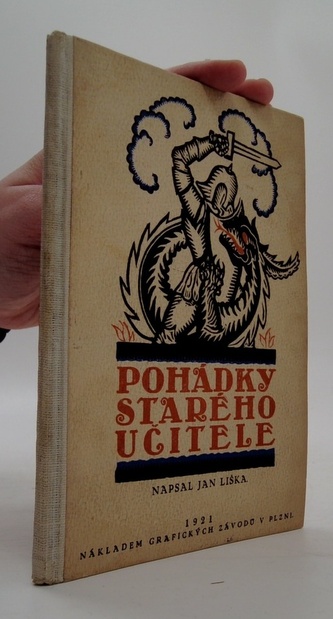 POHÁDKY
STARÉHO
UČITELE
NAPSAL JAN LIŠKA.
1921
NÁKLADEM GRAFICKÝCH ZÁVODŮ V PLZNI.